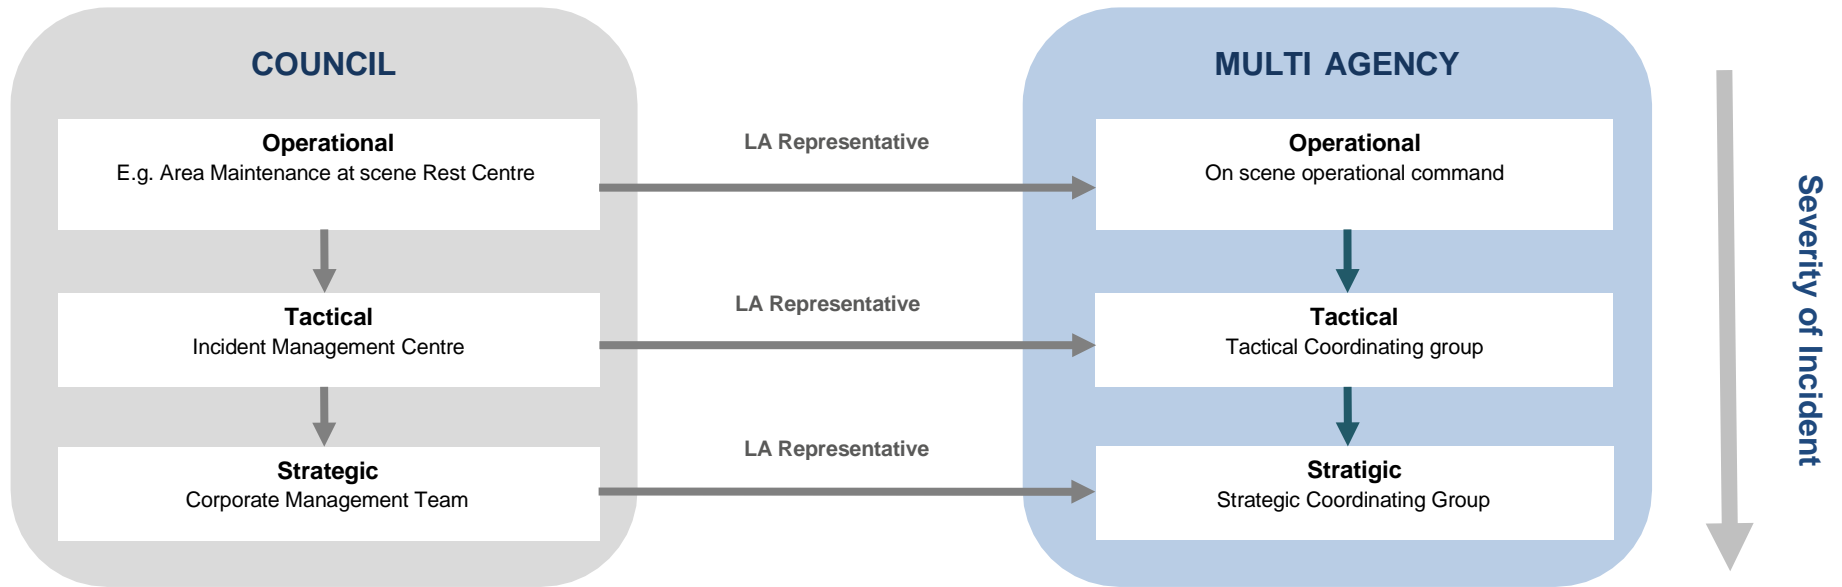 COUNCIL
Operational
E.g. Area Maintenance at scene Rest Centre
Tactical
Incident Management Centre
Strategic
Corporate Management Team
LA Representative
LA Representative
LA Representative
MULTI AGENCY
Operational
On scene operational command
Tactical
Tactical Coordinating group
Stratigic
Strategic Coordinating Group
Severity of Incident